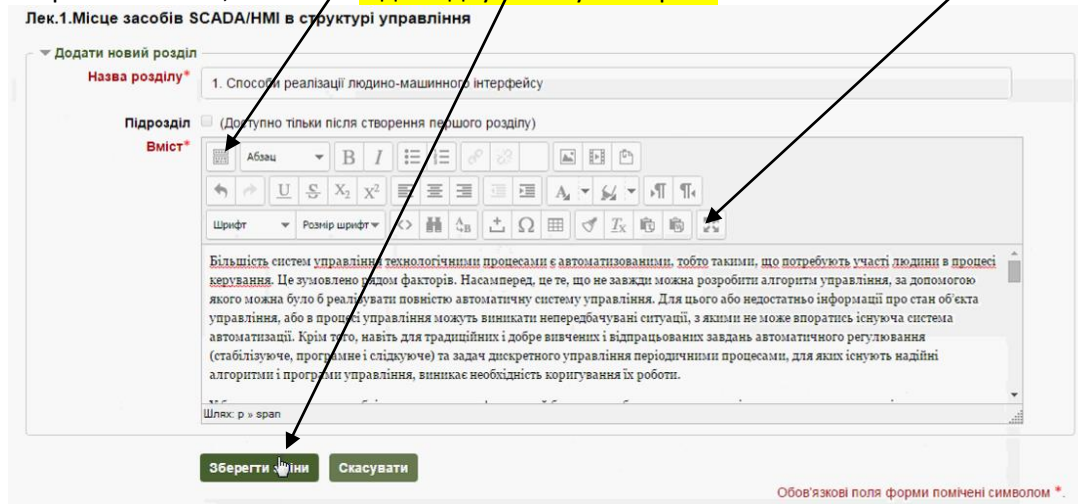 Лек.1.Місце засобів SCADA/HMI в структурі управління
Додати новий розділ
Назва розділу*
1. Способи реалізації людино-машинного інтерфейсу
Підрозділ (Доступно тільки після створення першого розділу)
Вміст*
Абзац B I
U S X₂ X²
Шрифт Розмір шрифт
Більшість систем управління технологічними процесами є автоматизованими, тобто такими, що потребують участі людини в процесі
керування. Це зумовлено рядом факторів. Насамперед, це те, що не завжди можна розробити алгоритм управління, за допомогою
якого можна було б реалізувати повністю автоматичну систему управління. Для цього або недостатньо інформації про стан об'єкта
управління, або в процесі управління можуть виникати непередбачувані ситуації, з якими не може впоратись існуюча система
автоматизації. Крім того, навіть для традиційних і добре вивчених і відпрацьованих завдань автоматичного регулювання
(стабілізуюче, програмне і слідкуюче) та задач дискретного управління періодичними процесами, для яких існують надійні
алгоритми і програми управління, виникає необхідність коригування їх роботи.
Шлях: p » span
Зберегти зміни Скасувати
Обов'язкові поля форми помічені символом *.